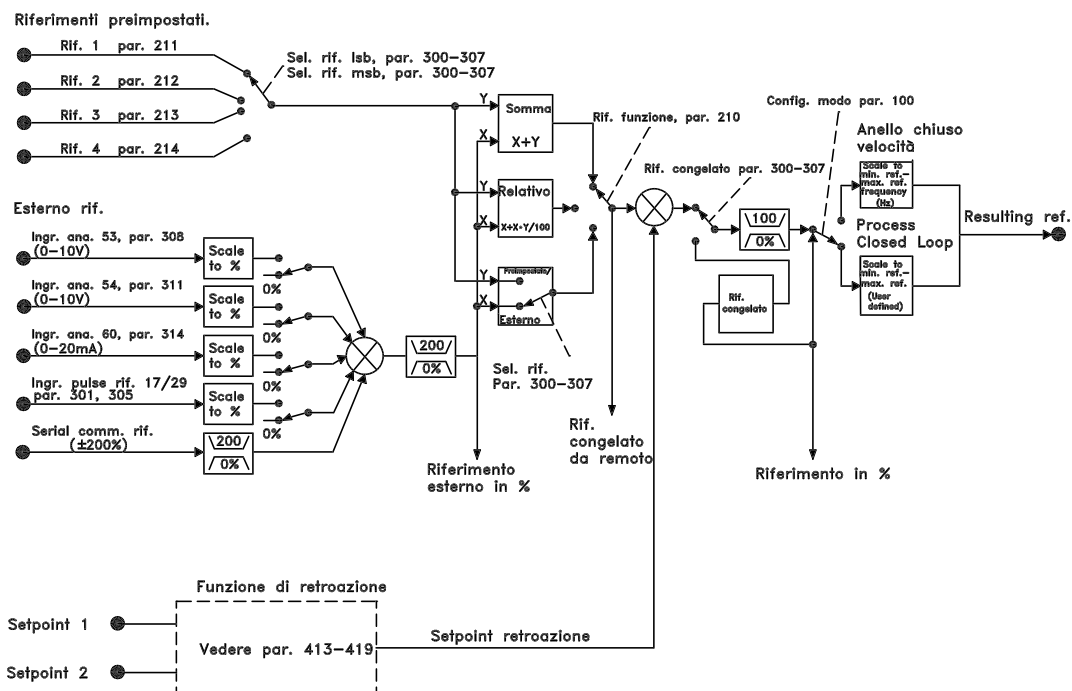 Riferimenti preimpostati.
Rif. 1 par. 211
Rif. 2 par. 212
Rif. 3 par. 213
Rif. 4 par. 214
Sel. rif. lsb, par. 300-307
Sel. rif. msb, par. 300-307
Y
X
Somma
X+Y
Y
X
Relativo
X+X*Y/100
Y
X
Preimpostato/
Esterno
Rif. funzione, par. 210
Rif. congelato par. 300-307
Config. modo par. 100
Anello chiuso
velocità
Scale to
min. ref.-
max. ref.
frequency
(Hz)
Process
Closed Loop
Scale to
min. ref.-
max. ref.
(User
defined)
Resulting ref.
100
0%
Rif.
congelato
Esterno rif.
Ingr. ana. 53, par. 308
(0-10V)
Scale
to %
0%
Ingr. ana. 54, par. 311
(0-10V)
Scale
to %
0%
Ingr. ana. 60, par. 314
(0-20mA)
Scale
to %
0%
Ingr. pulse rif. 17/29
par. 301, 305
Scale
to %
0%
Serial comm. rif.
(±200%)
200
0%
200
0%
Sel. rif.
Par. 300-307
Rif.
congelato
da remoto
Riferimento
esterno in %
Riferimento in %
Funzione di retroazione
Setpoint 1
Vedere par. 413-419
Setpoint retroazione
Setpoint 2